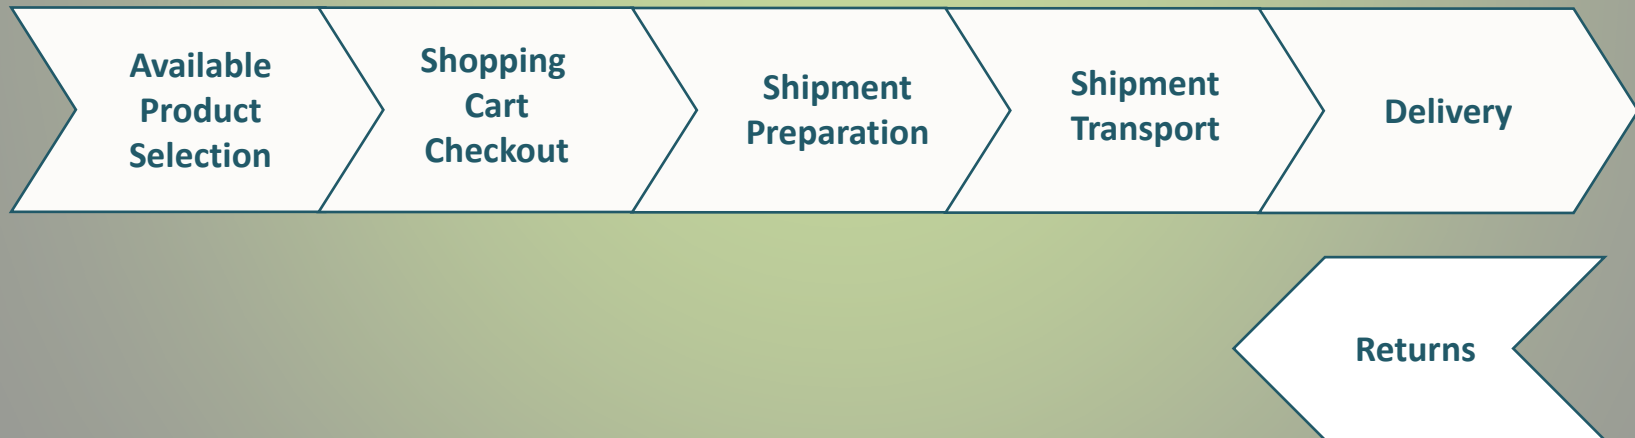 Available
Product
Selection
Shopping
Cart
Checkout
Shipment
Preparation
Shipment
Transport
Delivery
Returns